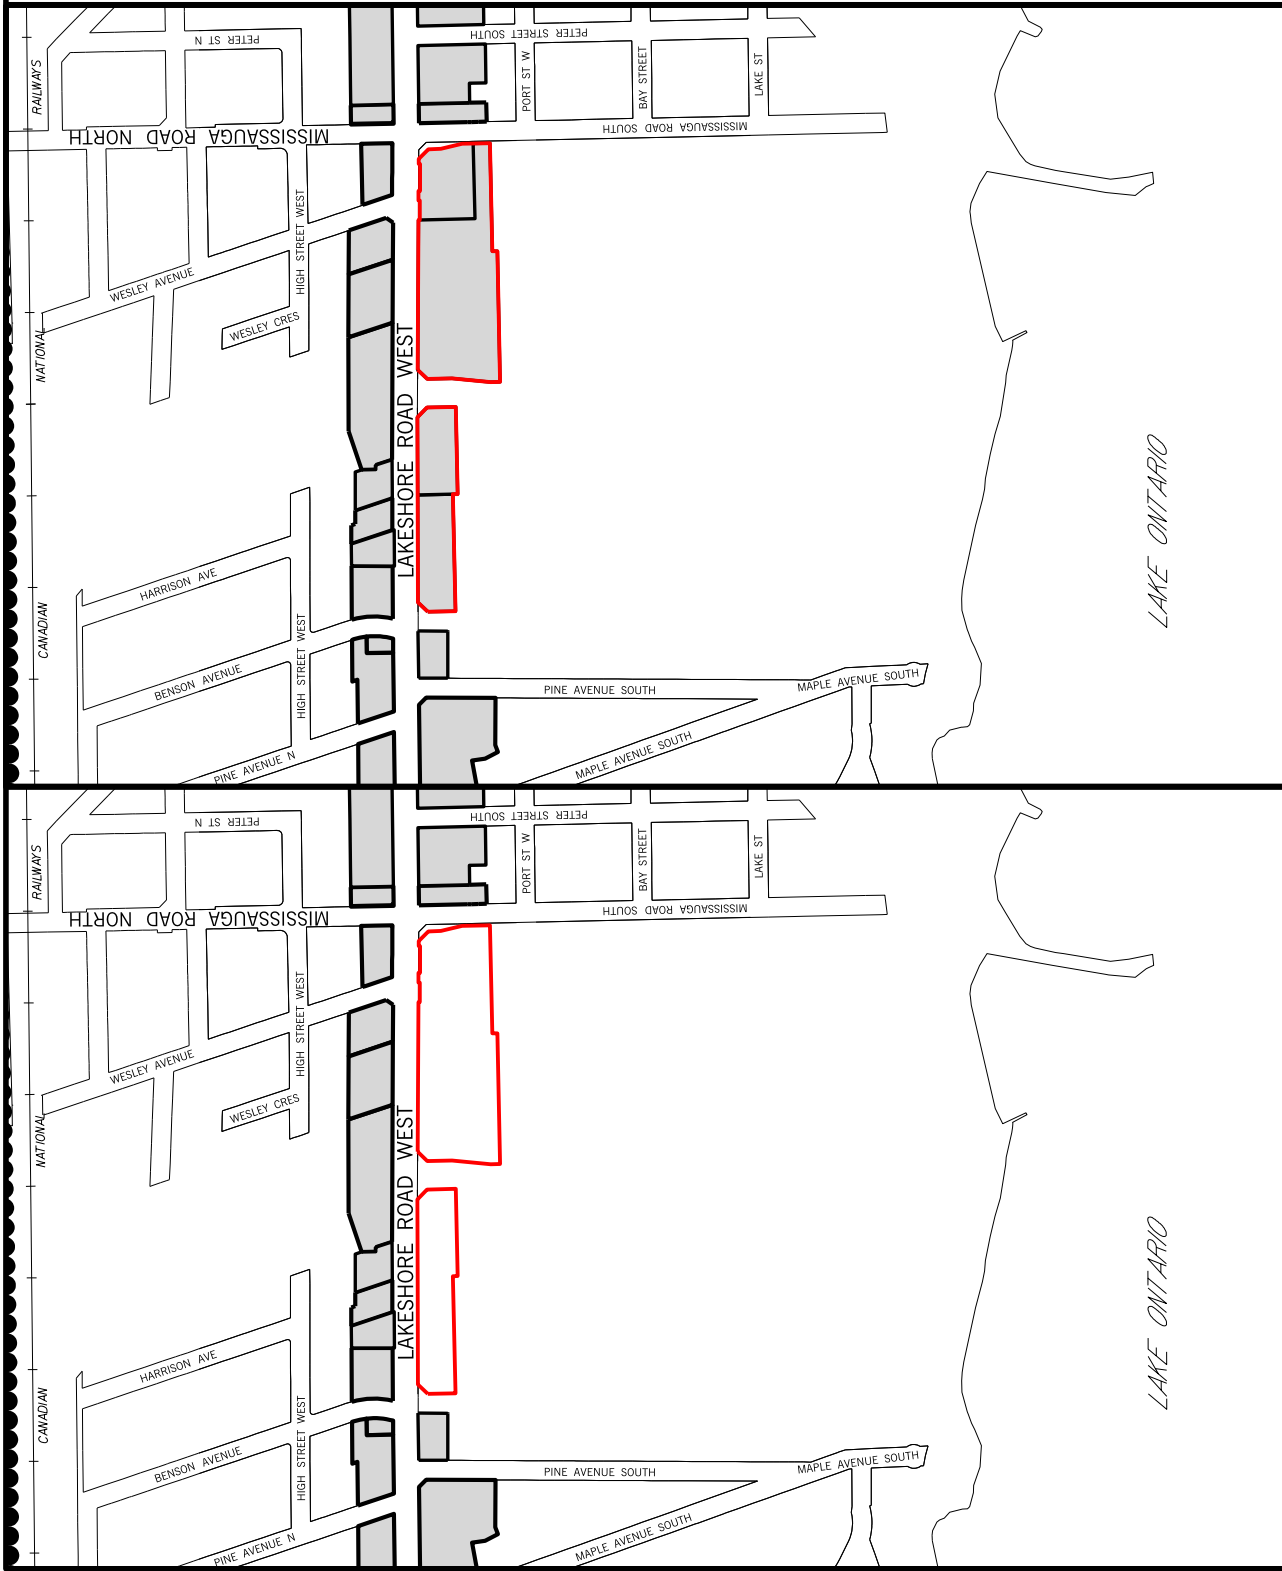 PETER ST N
PETER STREET SOUTH
RAILWAYS
PORT ST W
BAY STREET
LAKE ST
MISSISSAUGA ROAD NORTH
MISSISSAUGA ROAD SOUTH
HIGH STREET WEST
WESLEY AVENUE
WESLEY CRES
NATIONAL
LAKESHORE ROAD WEST
LAKE ONTARIO
HARRISON AVE
CANADIAN
HIGH STREET WEST
BENSON AVENUE
PINE AVENUE SOUTH
MAPLE AVENUE SOUTH
MAPLE AVENUE SOUTH
PINE AVENUE N
PETER ST N
PETER STREET SOUTH
RAILWAYS
PORT ST W
BAY STREET
LAKE ST
MISSISSAUGA ROAD NORTH
MISSISSAUGA ROAD SOUTH
HIGH STREET WEST
WESLEY AVENUE
WESLEY CRES
NATIONAL
LAKESHORE ROAD WEST
LAKE ONTARIO
HARRISON AVE
CANADIAN
HIGH STREET WEST
BENSON AVENUE
PINE AVENUE SOUTH
MAPLE AVENUE SOUTH
MAPLE AVENUE SOUTH
PINE AVENUE N